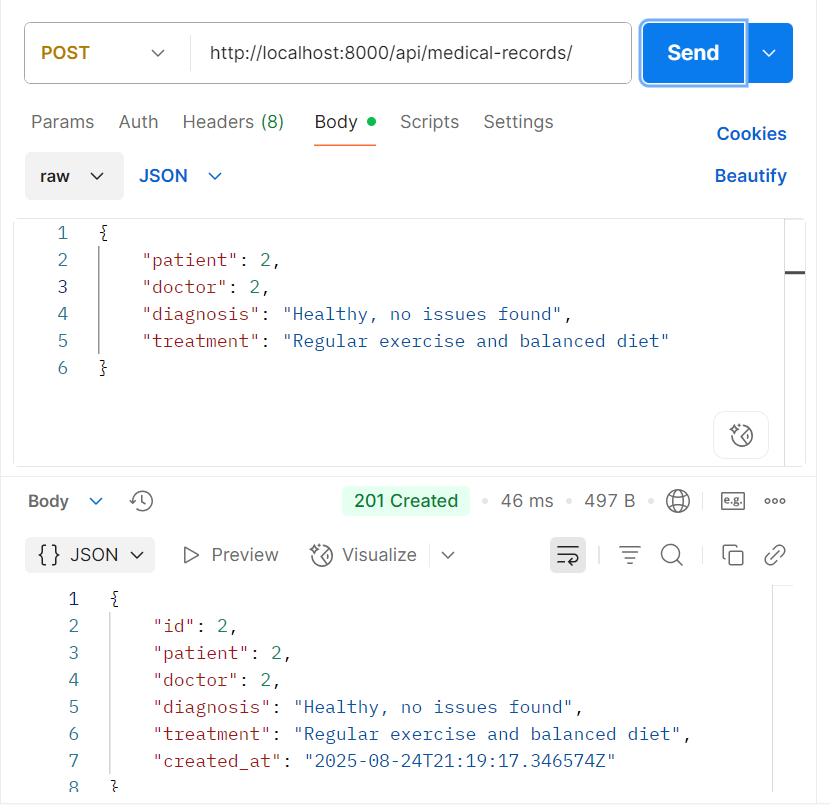 POST http://localhost:8000/api/medical-records/ Send
Params Auth Headers (8) Body Scripts Settings
Cookies
raw JSON Beautify
1 {
2 "patient": 2,
3 "doctor": 2,
4 "diagnosis": "Healthy, no issues found",
5 "treatment": "Regular exercise and balanced diet"
6 }
Body 201 Created 46 ms 497 B e.g.
{} JSON Preview Visualize
1 {
2 "id": 2,
3 "patient": 2,
4 "doctor": 2,
5 "diagnosis": "Healthy, no issues found",
6 "treatment": "Regular exercise and balanced diet",
7 "created_at": "2025-08-24T21:19:17.346574Z"
8 }